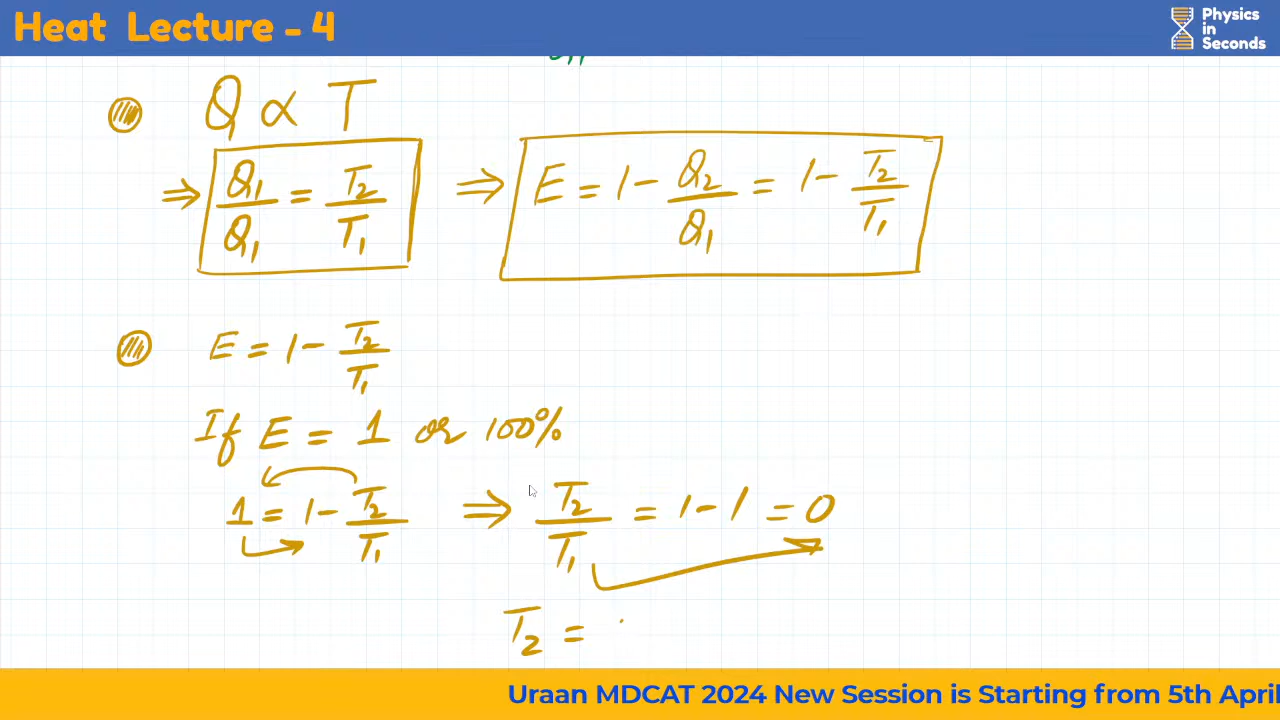 Heat Lecture - 4
Physics
in
Seconds
Q ∝ T
⇒ Q₁/Q₁ = T₂/T₁ ⇒ E = 1 - Q₂/Q₁ = 1 - T₂/T₁
E = 1 - T₂/T₁
If E = 1 or 100%
1 = 1 - T₂/T₁ ⇒ T₂/T₁ = 1 - 1 = 0
T₂ =
Uraan MDCAT 2024 New Session is Starting from 5th April